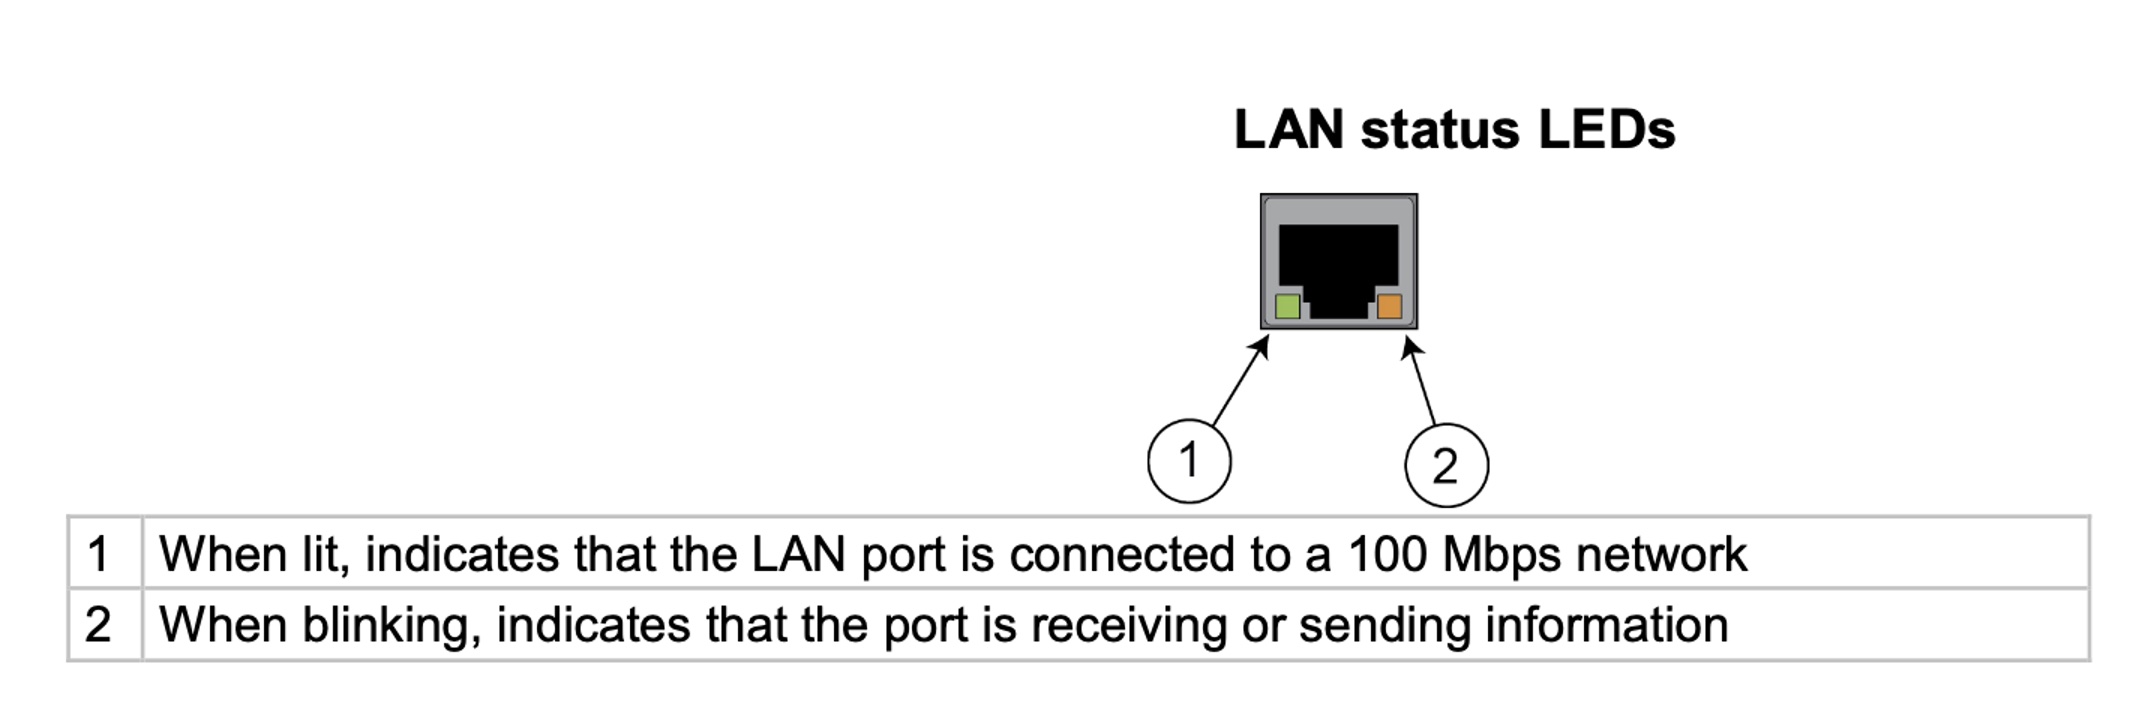 LAN status LEDs
1
2
1 When lit, indicates that the LAN port is connected to a 100 Mbps network
2 When blinking, indicates that the port is receiving or sending information